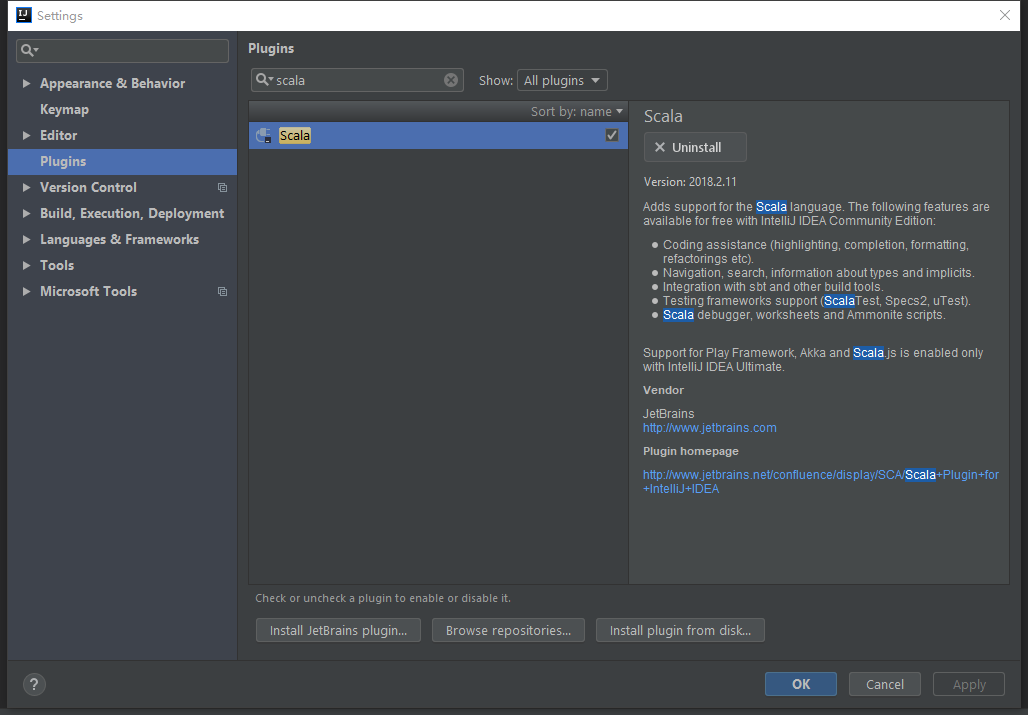 Settings
Appearance & Behavior
Keymap
Editor
Plugins
Version Control
Build, Execution, Deployment
Languages & Frameworks
Tools
Microsoft Tools
Plugins
scala
Show: All plugins
Sort by: name
Scala
Scala
Uninstall
Version: 2018.2.11
Adds support for the Scala language. The following features are
available for free with IntelliJ IDEA Community Edition:
Coding assistance (highlighting, completion, formatting,
refactorings etc).
Navigation, search, information about types and implicits.
Integration with sbt and other build tools.
Testing frameworks support (ScalaTest, Specs2, uTest).
Scala debugger, worksheets and Ammonite scripts.
Support for Play Framework, Akka and Scala.js is enabled only
with IntelliJ IDEA Ultimate.
Vendor
JetBrains
http://www.jetbrains.com
Plugin homepage
http://www.jetbrains.net/confluence/display/SCA/Scala+Plugin+for
+IntelliJ+IDEA
Check or uncheck a plugin to enable or disable it.
Install JetBrains plugin...
Browse repositories...
Install plugin from disk...
?
OK
Cancel
Apply